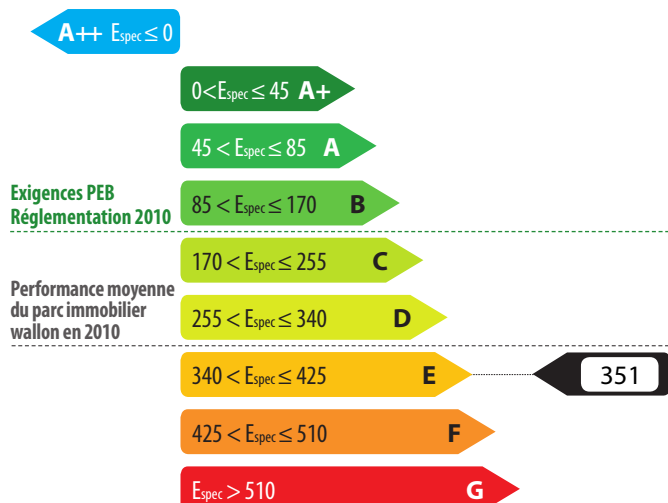 A++ Espec ≤ 0
0<Espec ≤ 45 A+
45 < Espec ≤ 85 A
Exigences PEB
Réglementation 2010
85 < Espec ≤ 170 B
170 < Espec ≤ 255 C
Performance moyenne
du parc immobilier
wallon en 2010
255 < Espec ≤ 340 D
340 < Espec ≤ 425 E
351
425 < Espec ≤ 510 F
Espec > 510 G